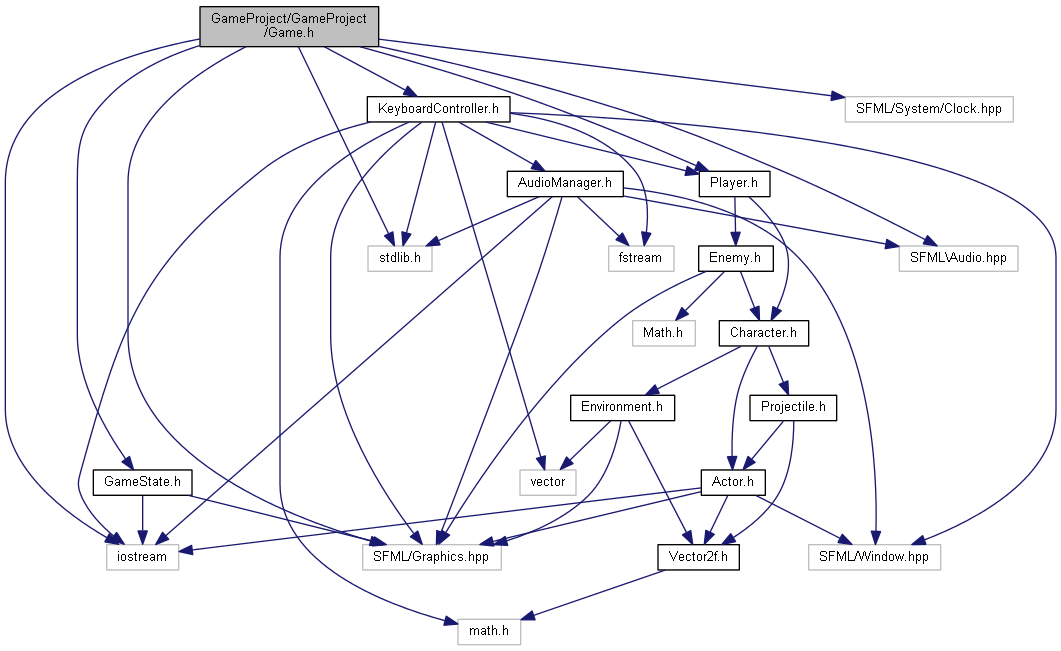 GameProject/GameProject
/Game.h
KeyboardController.h
SFML/System/Clock.hpp
AudioManager.h
Player.h
stdlib.h
fstream
Enemy.h
SFML\Audio.hpp
Math.h
Character.h
Environment.h
Projectile.h
GameState.h
vector
Actor.h
iostream
SFML/Graphics.hpp
Vector2f.h
SFML/Window.hpp
math.h